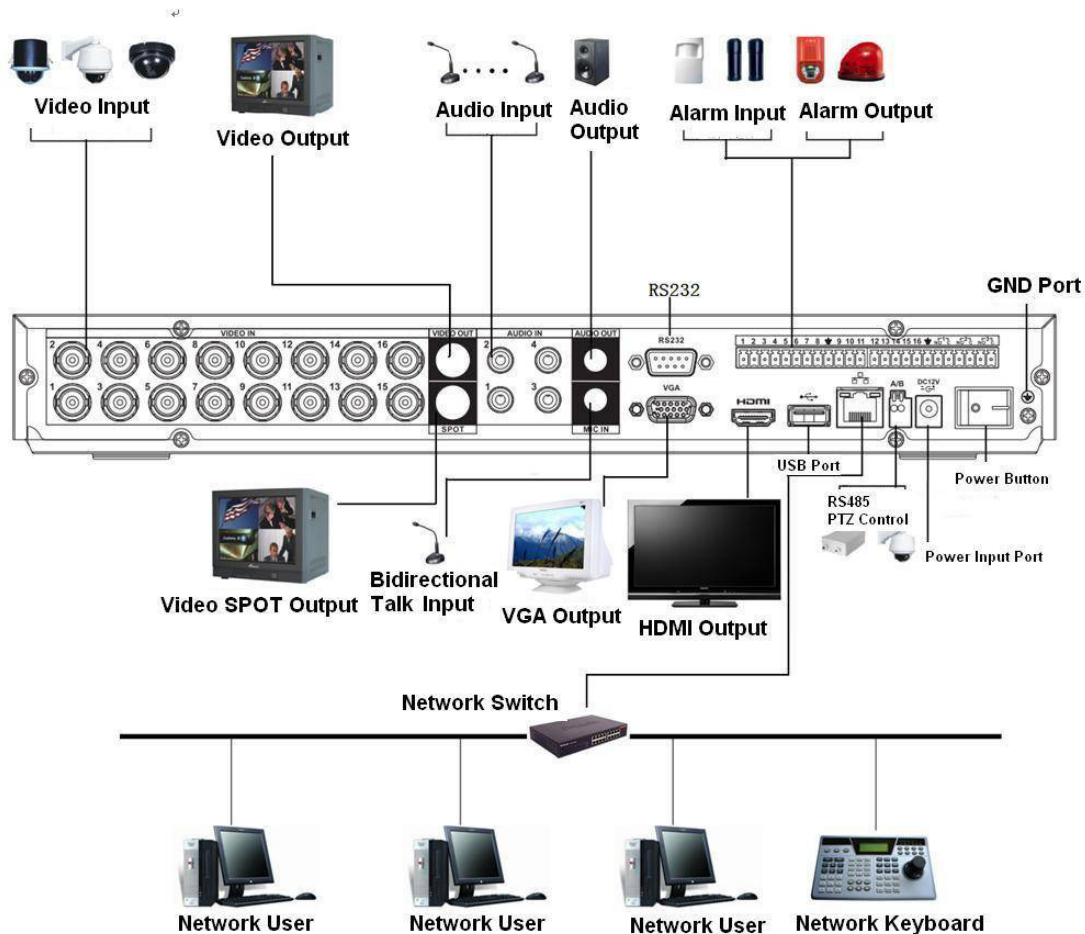 Video Input
Video Output
Audio Input
Audio
Output
Alarm Input
Alarm Output
RS232
GND Port
VIDEO IN
VIDEO OUT
AUDIO IN
AUDIO OUT
RS232
1 2 3 4 5 6 7 8 9 10 11 12 13 14 15 16
2 4 6 8 10 12 14 16
2 4
VGA
HDMI
A/B
DC12V
1 3 5 7 9 11 13 15
1 3
SPOT
MIC IN
USB Port
Power Button
RS485
PTZ Control
Power Input Port
Video SPOT Output
Bidirectional
Talk Input
VGA Output
HDMI Output
Network Switch
Network User
Network User
Network User
Network Keyboard